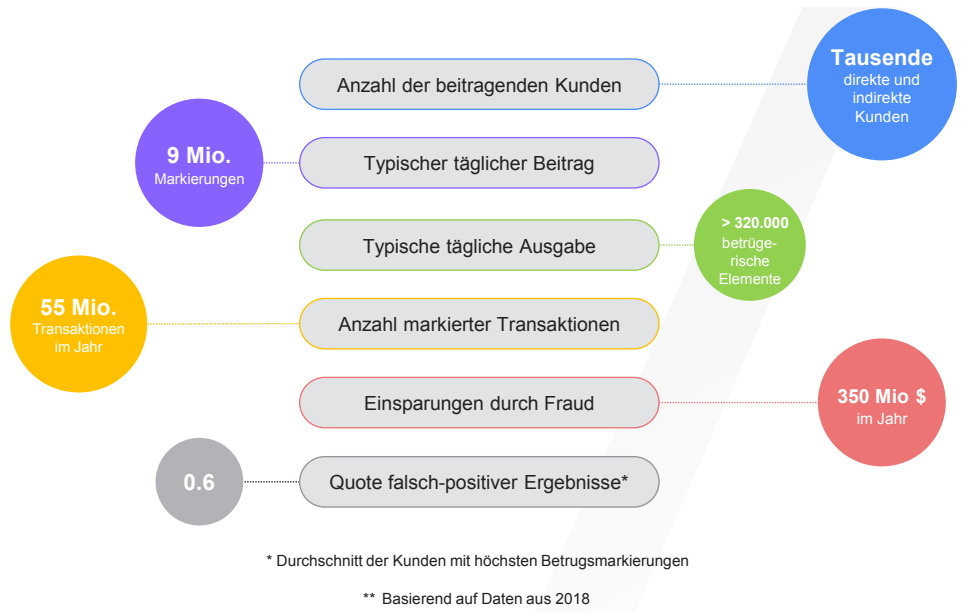 Tausende
direkte und
indirekte
Kunden
Anzahl der beitragenden Kunden
9 Mio.
Markierungen
Typischer täglicher Beitrag
> 320.000
betrüge-
rische
Elemente
Typische tägliche Ausgabe
55 Mio.
Transaktionen
im Jahr
Anzahl markierter Transaktionen
350 Mio $
im Jahr
Einsparungen durch Fraud
0.6
Quote falsch-positiver Ergebnisse*
* Durchschnitt der Kunden mit höchsten Betrugsmarkierungen
** Basierend auf Daten aus 2018